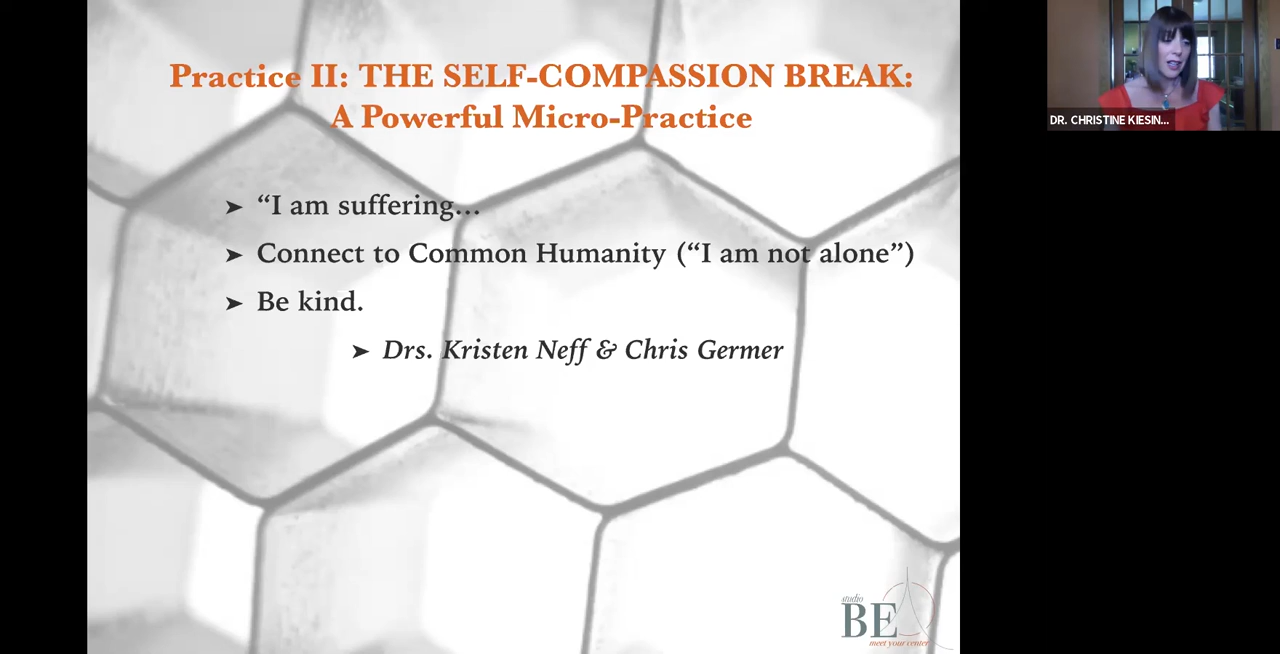 Practice II: THE SELF-COMPASSION BREAK:
A Powerful Micro-Practice
➤ “I am suffering…
➤ Connect to Common Humanity (“I am not alone”)
➤ Be kind.
➤ Drs. Kristen Neff & Chris Germer
DR. CHRISTINE KIESIN...
studio
BE
meet your center